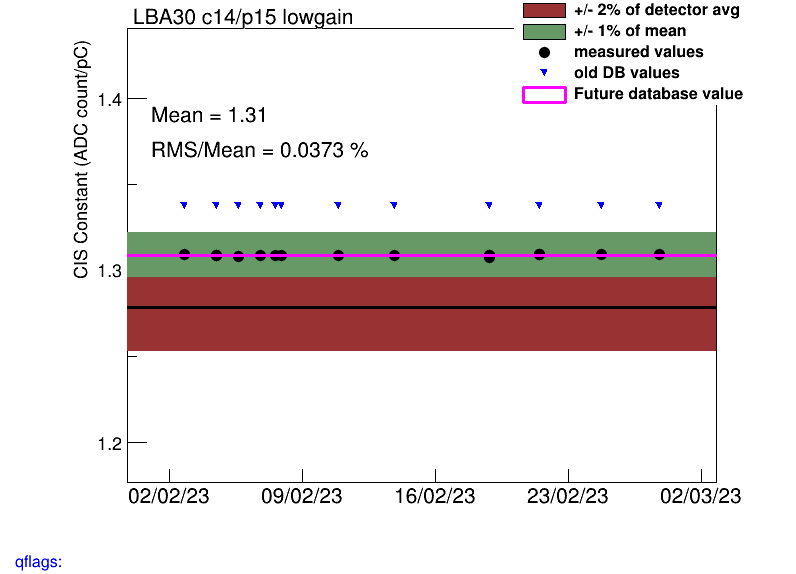 LBA30 c14/p15 lowgain
+/- 2% of detector avg
+/- 1% of mean
measured values
old DB values
Future database value
CIS Constant (ADC count/pC)
1.4
1.3
1.2
Mean = 1.31
RMS/Mean = 0.0373 %
02/02/23
09/02/23
16/02/23
23/02/23
02/03/23
qflags: